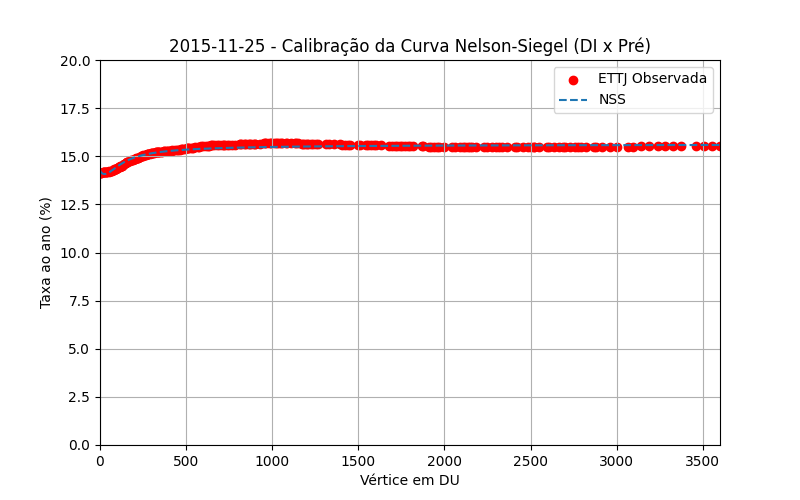 2015-11-25 - Calibração da Curva Nelson-Siegel (DI x Pré)
ETTJ Observada
NSS
Taxa ao ano (%)
20.0
17.5
15.0
12.5
10.0
7.5
5.0
2.5
0.0
0 500 1000 1500 2000 2500 3000 3500
Vértice em DU